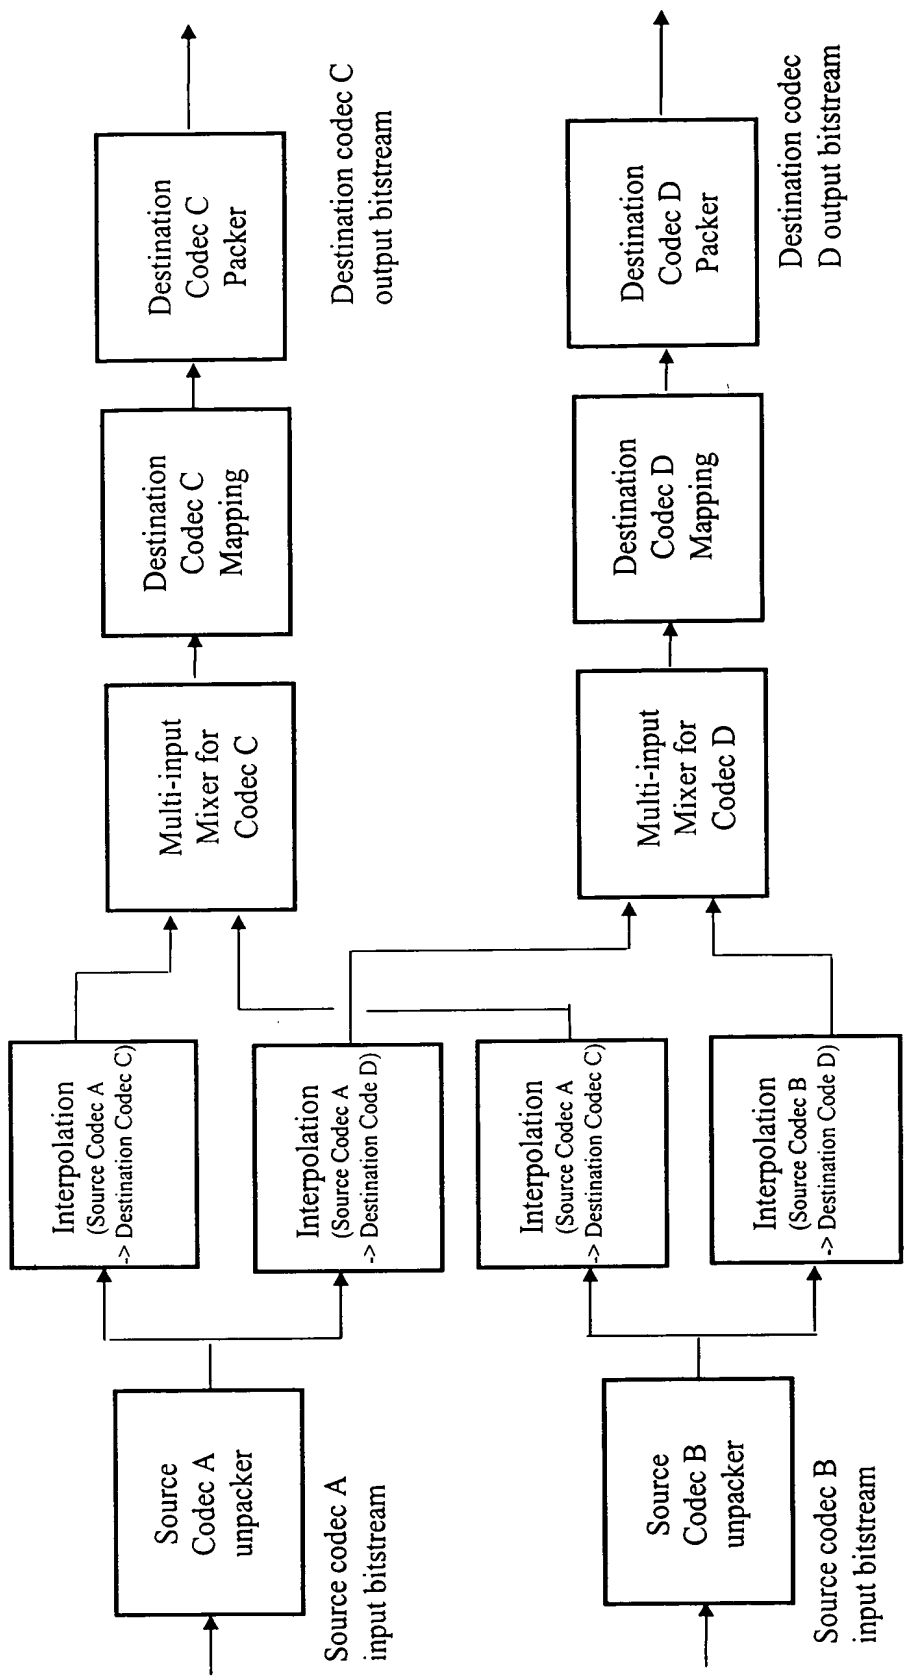 Source
Codec A
unpacker
Source codec A
input bitstream
Interpolation
(Source Codec A
-> Destination Codec C)
Interpolation
(Source Codec A
-> Destination Code D)
Multi-input
Mixer for
Codec C
Destination
Codec C
Mapping
Destination
Codec C
Packer
Destination codec C
output bitstream
Source
Codec B
unpacker
Source codec B
input bitstream
Interpolation
(Source Codec A
-> Destination Codec C)
Interpolation
(Source Codec B
-> Destination Code D)
Multi-input
Mixer for
Codec D
Destination
Codec D
Mapping
Destination
Codec D
Packer
Destination codec
D output bitstream